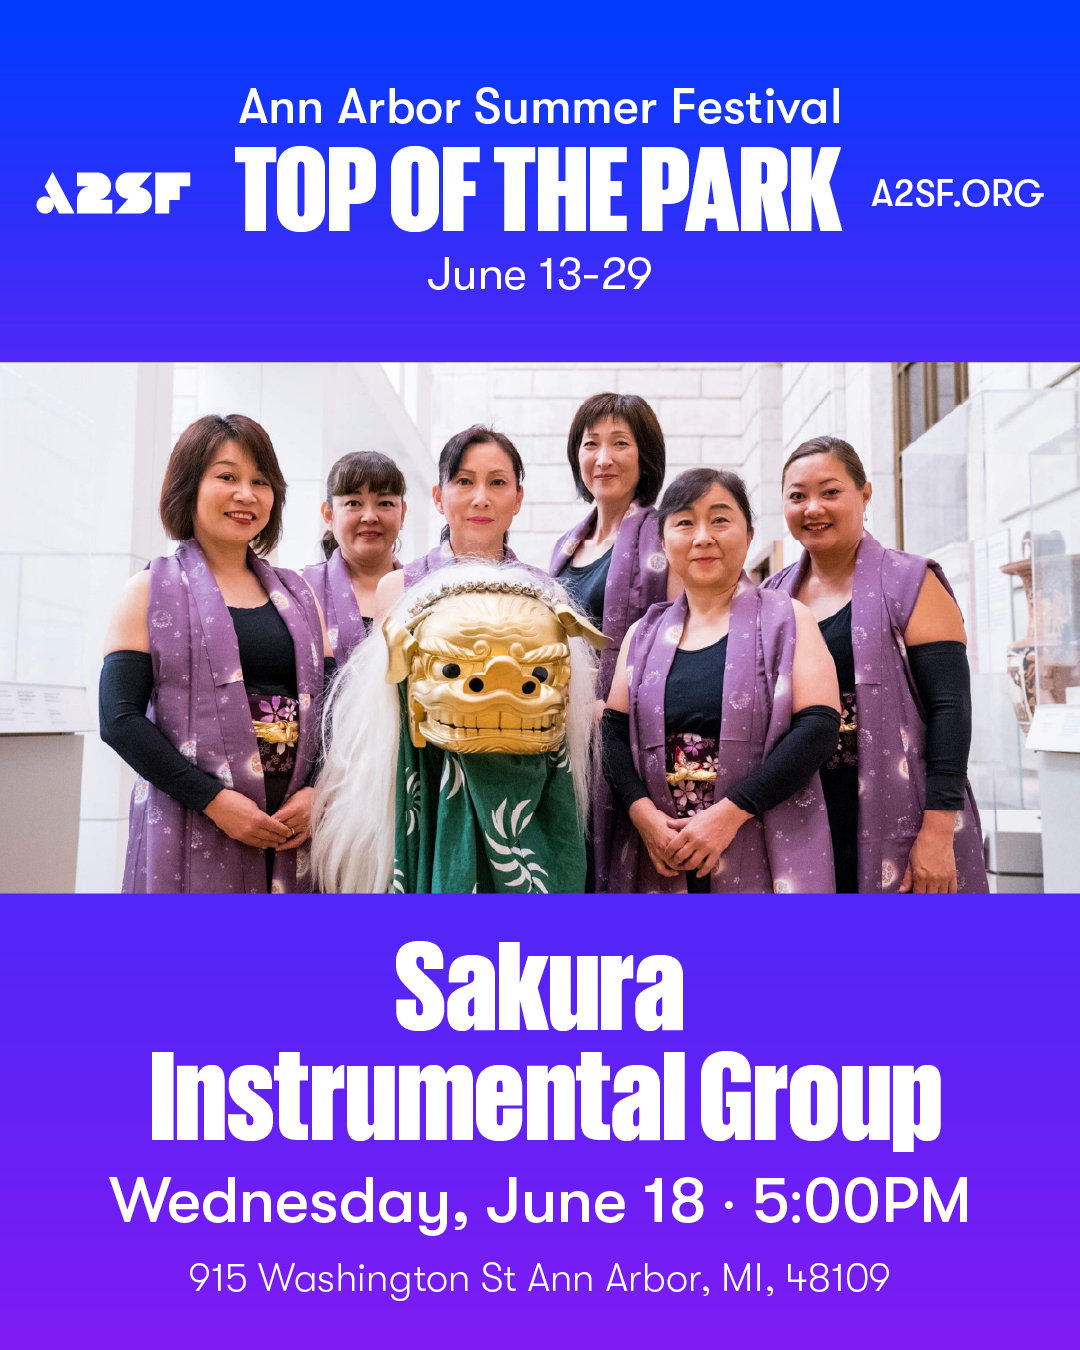 Ann Arbor Summer Festival
A2SF
TOP OF THE PARK
A2SF.ORG
June 13-29
Sakura
Instrumental Group
Wednesday, June 18 · 5:00PM
915 Washington St Ann Arbor, MI, 48109